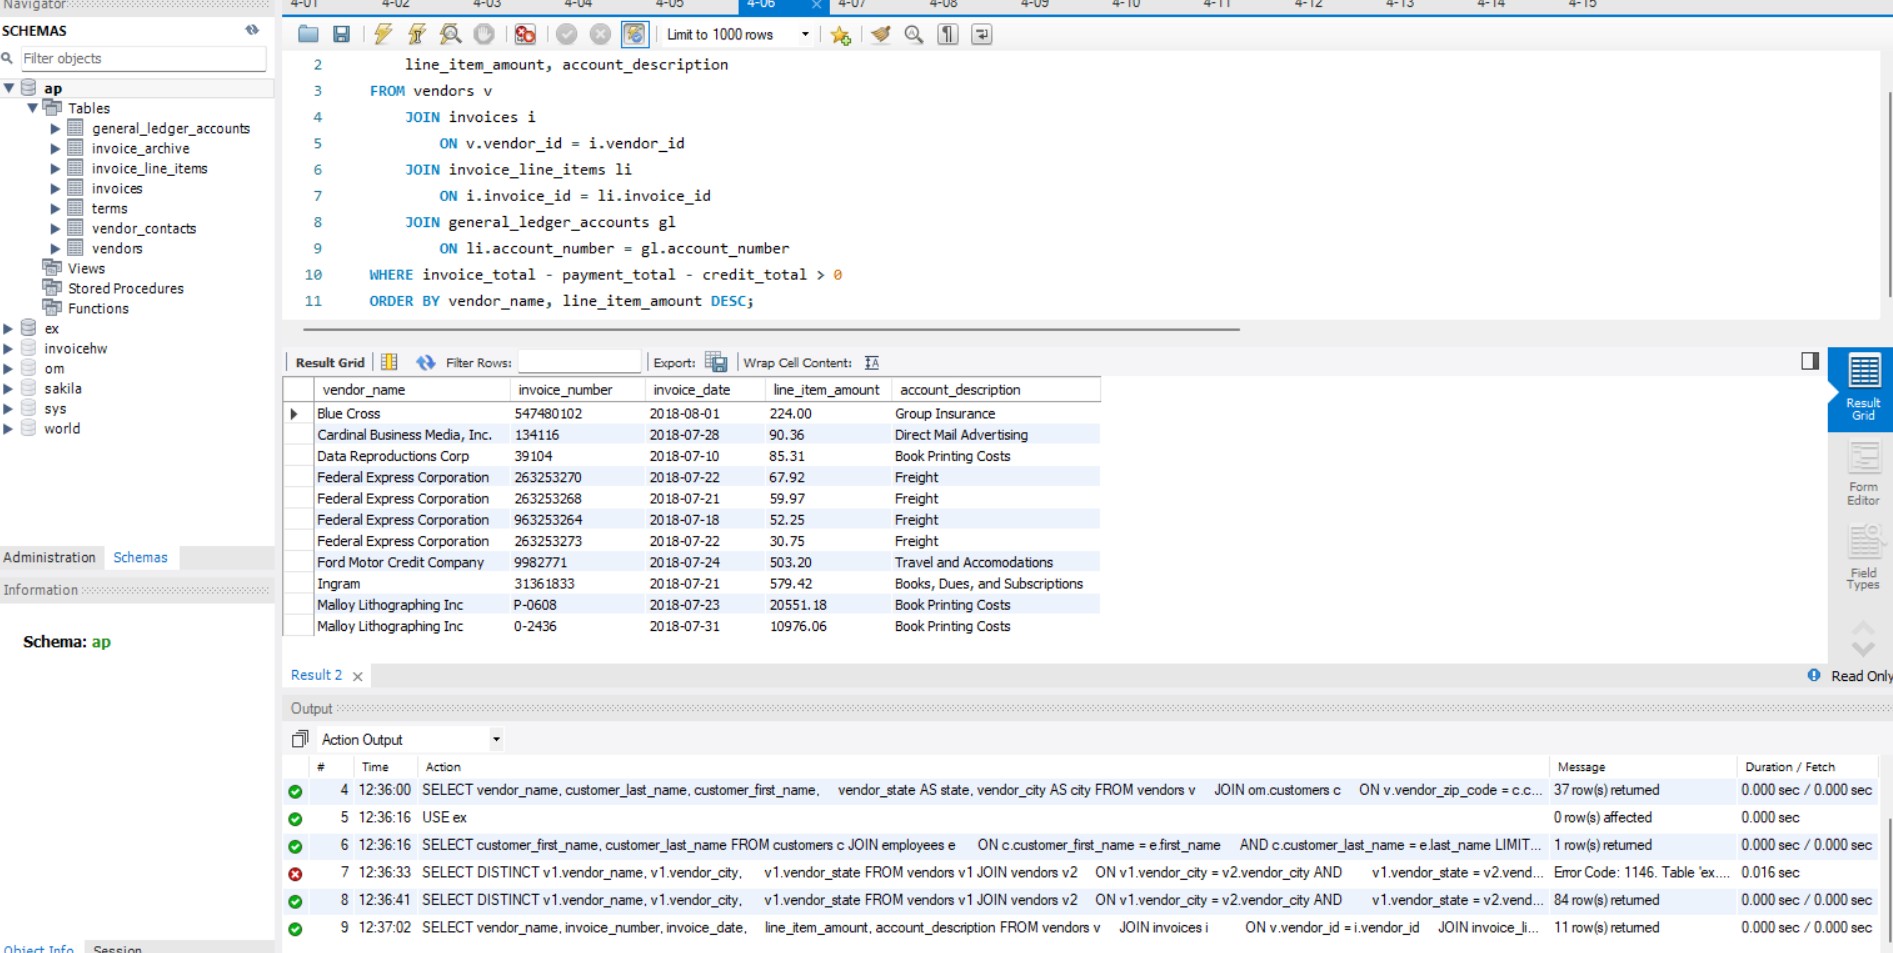 Navigator
4-01 4-02 4-03 4-04 4-05 4-06 4-07 4-08 4-09 4-10 4-11 4-12 4-13 4-14 4-15
SCHEMAS
Filter objects
ap
Tables
general_ledger_accounts
invoice_archive
invoice_line_items
invoices
terms
vendor_contacts
vendors
Views
Stored Procedures
Functions
ex
invoicehw
om
sakila
sys
world
Administration Schemas
Information
Schema: ap
Object Info Session
Limit to 1000 rows
2 line_item_amount, account_description
3 FROM vendors v
4 JOIN invoices i
5 ON v.vendor_id = i.vendor_id
6 JOIN invoice_line_items li
7 ON i.invoice_id = li.invoice_id
8 JOIN general_ledger_accounts gl
9 ON li.account_number = gl.account_number
10 WHERE invoice_total - payment_total - credit_total > 0
11 ORDER BY vendor_name, line_item_amount DESC;
Result Grid Filter Rows: Export: Wrap Cell Content:
vendor_name invoice_number invoice_date line_item_amount account_description
Blue Cross 547480102 2018-08-01 224.00 Group Insurance
Cardinal Business Media, Inc. 134116 2018-07-28 90.36 Direct Mail Advertising
Data Reproductions Corp 39104 2018-07-10 85.31 Book Printing Costs
Federal Express Corporation 263253270 2018-07-22 67.92 Freight
Federal Express Corporation 263253268 2018-07-21 59.97 Freight
Federal Express Corporation 963253264 2018-07-18 52.25 Freight
Federal Express Corporation 263253273 2018-07-22 30.75 Freight
Ford Motor Credit Company 9982771 2018-07-24 503.20 Travel and Accomodations
Ingram 31361833 2018-07-21 579.42 Books, Dues, and Subscriptions
Malloy Lithographing Inc P-0608 2018-07-23 20551.18 Book Printing Costs
Malloy Lithographing Inc 0-2436 2018-07-31 10976.06 Book Printing Costs
Result
Grid
Form
Editor
Field
Types
Result 2 Read Only
Output
Action Output
# Time Action Message Duration / Fetch
4 12:36:00 SELECT vendor_name, customer_last_name, customer_first_name, vendor_state AS state, vendor_city AS city FROM vendors v JOIN om.customers c ON v.vendor_zip_code = c.c... 37 row(s) returned 0.000 sec / 0.000 sec
5 12:36:16 USE ex 0 row(s) affected 0.000 sec
6 12:36:16 SELECT customer_first_name, customer_last_name FROM customers c JOIN employees e ON c.customer_first_name = e.first_name AND c.customer_last_name = e.last_name LIMIT... 1 row(s) returned 0.000 sec / 0.000 sec
7 12:36:33 SELECT DISTINCT v1.vendor_name, v1.vendor_city, v1.vendor_state FROM vendors v1 JOIN vendors v2 ON v1.vendor_city = v2.vendor_city AND v1.vendor_state = v2.vend... Error Code: 1146. Table 'ex.... 0.016 sec
8 12:36:41 SELECT DISTINCT v1.vendor_name, v1.vendor_city, v1.vendor_state FROM vendors v1 JOIN vendors v2 ON v1.vendor_city = v2.vendor_city AND v1.vendor_state = v2.vend... 84 row(s) returned 0.000 sec / 0.000 sec
9 12:37:02 SELECT vendor_name, invoice_number, invoice_date, line_item_amount, account_description FROM vendors v JOIN invoices i ON v.vendor_id = i.vendor_id JOIN invoice_li... 11 row(s) returned 0.000 sec / 0.000 sec